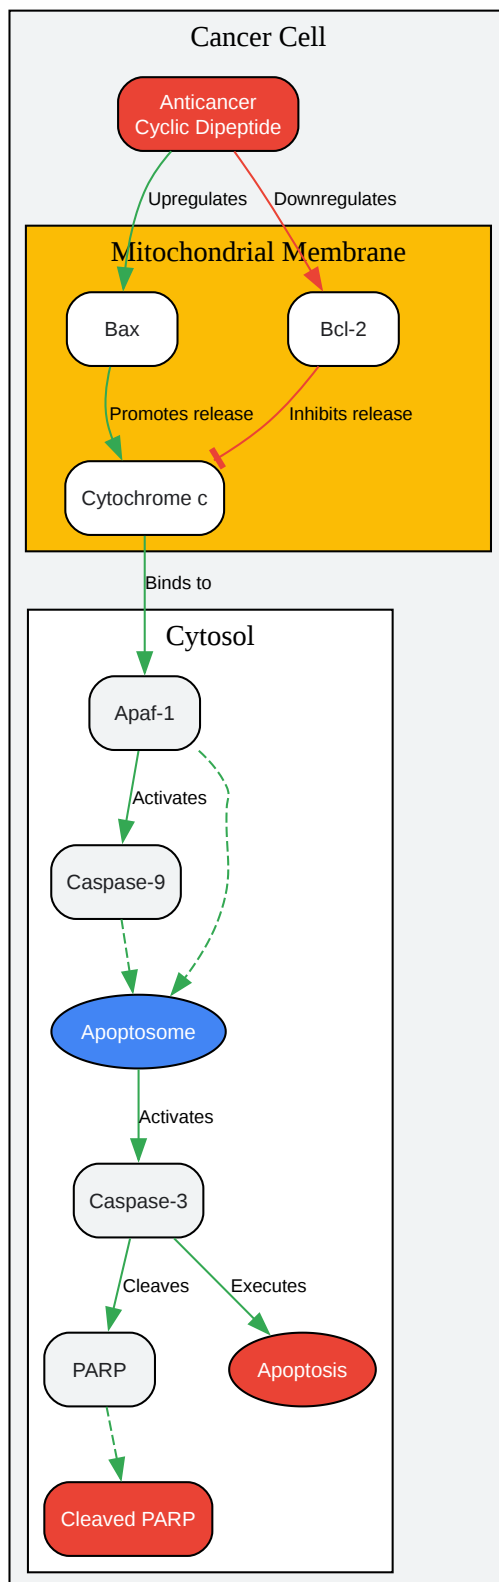 Cancer Cell
Anticancer
Cyclic Dipeptide
Upregulates
Downregulates
Mitochondrial Membrane
Bax
Bcl-2
Promotes release
Inhibits release
Cytochrome c
Binds to
Cytosol
Apaf-1
Activates
Caspase-9
Apoptosome
Activates
Caspase-3
Cleaves
Executes
PARP
Apoptosis
Cleaved PARP